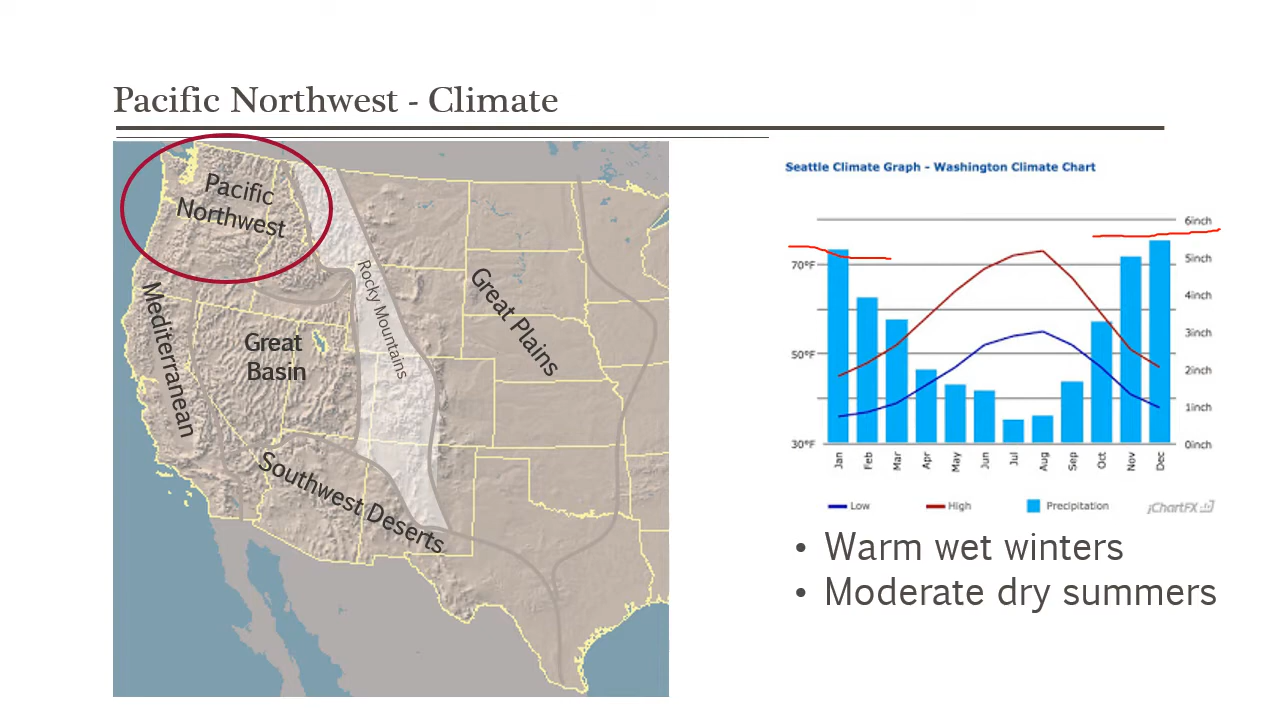 Pacific Northwest - Climate
Pacific
Northwest
Rocky Mountains
Great Plains
Mediterranean
Great
Basin
Southwest Deserts
Seattle Climate Graph - Washington Climate Chart
6inch
70°F
5inch
4inch
50°F
3inch
2inch
1inch
30°F
0inch
Jan
Feb
Mar
Apr
May
Jun
Jul
Aug
Sep
Oct
Nov
Dec
Low
High
Precipitation
jChartFX
• Warm wet winters
• Moderate dry summers